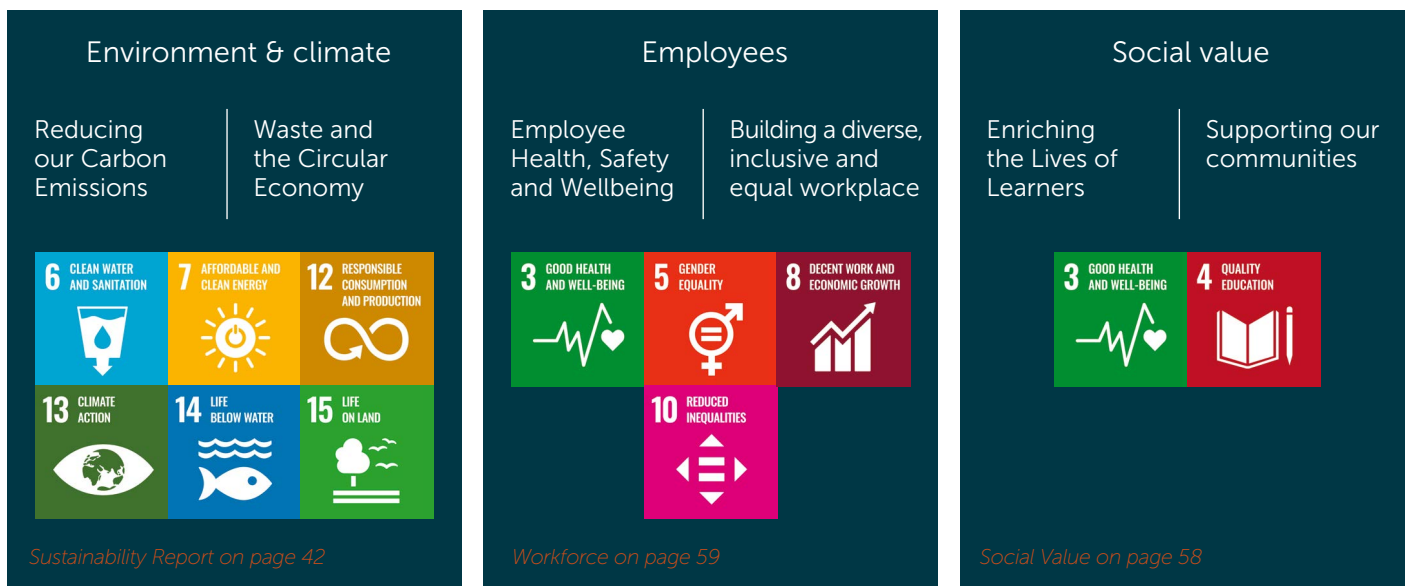 Environment & climate
Reducing
our Carbon
Emissions
Waste and
the Circular
Economy
6 CLEAN WATER
AND SANITATION
7 AFFORDABLE AND
CLEAN ENERGY
12 RESPONSIBLE
CONSUMPTION
AND PRODUCTION
13 CLIMATE
ACTION
14 LIFE
BELOW WATER
15 LIFE
ON LAND
Sustainability Report on page 42
Employees
Employee
Health, Safety
and Wellbeing
Building a diverse,
inclusive and
equal workplace
3 GOOD HEALTH
AND WELL-BEING
5 GENDER
EQUALITY
8 DECENT WORK AND
ECONOMIC GROWTH
10 REDUCED
INEQUALITIES
Workforce on page 59
Social value
Enriching
the Lives of
Learners
Supporting our
communities
3 GOOD HEALTH
AND WELL-BEING
4 QUALITY
EDUCATION
Social Value on page 58